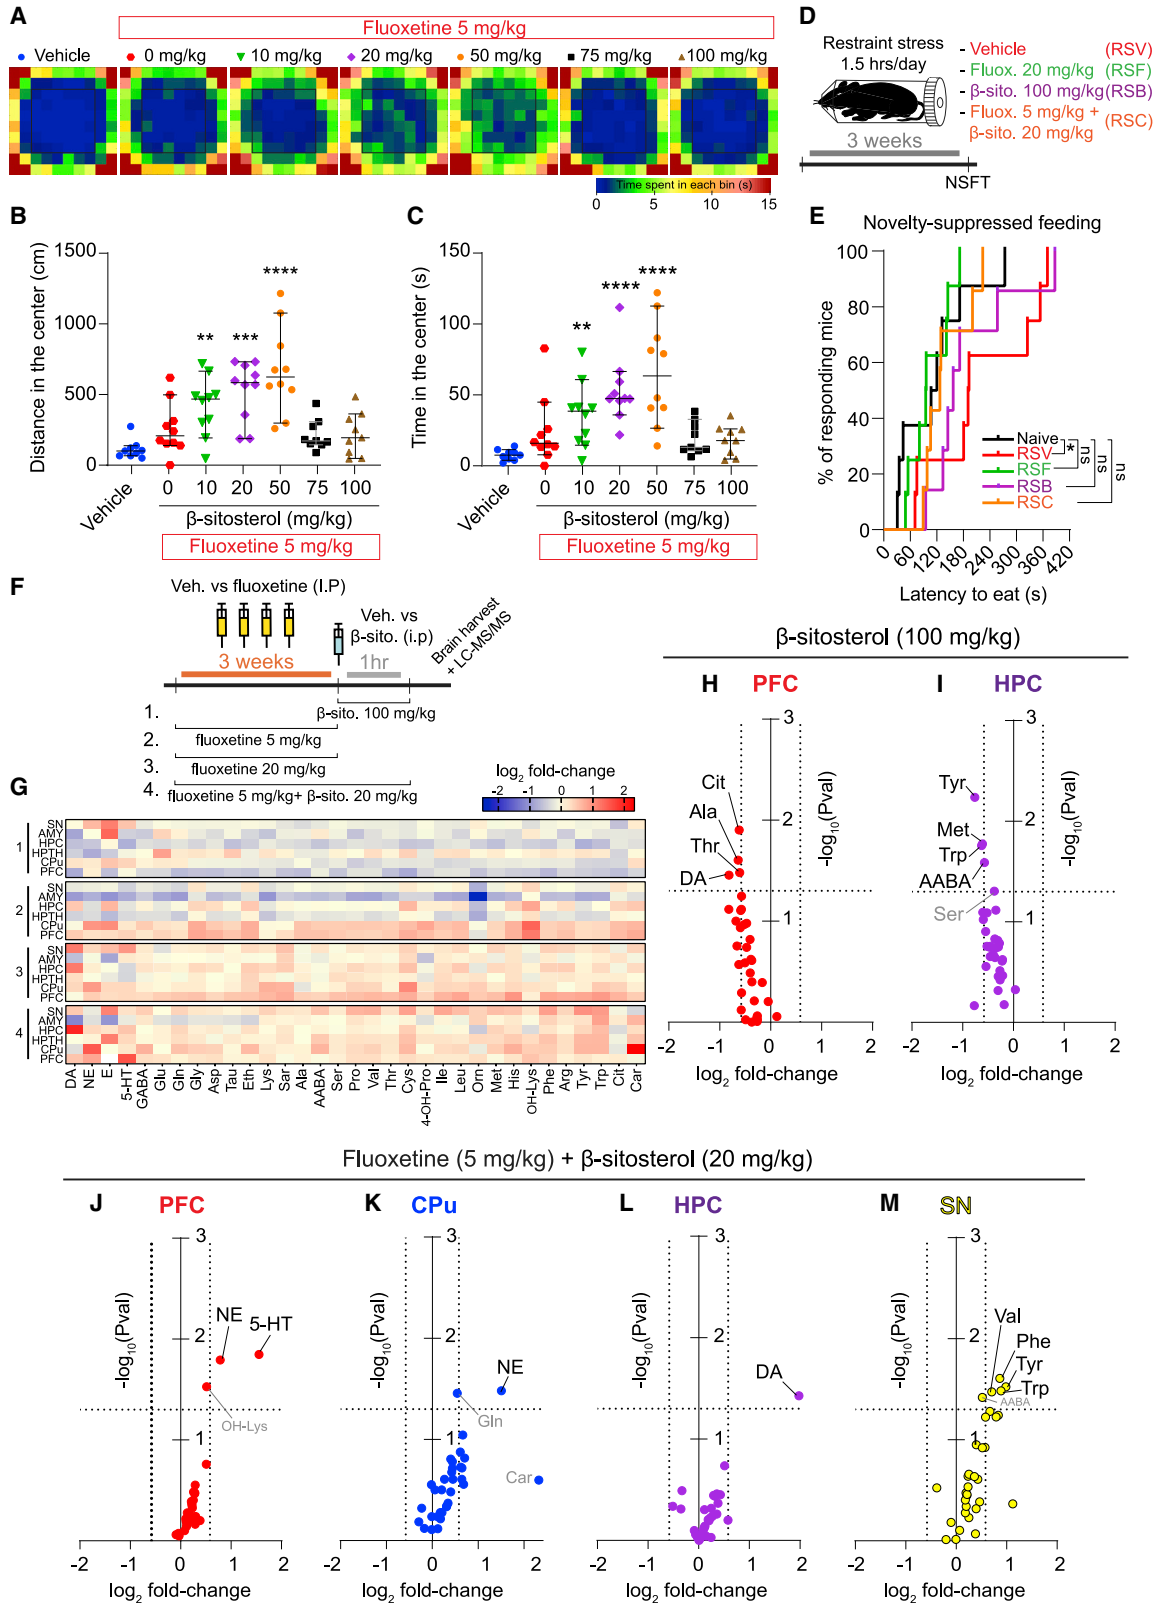 A
Fluoxetine 5 mg/kg
Vehicle
0 mg/kg
10 mg/kg
20 mg/kg
50 mg/kg
75 mg/kg
100 mg/kg
Time spent in each bin (s)
0 5 10 15
D
Restraint stress
1.5 hrs/day
- Vehicle (RSV)
- Fluox. 20 mg/kg (RSF)
- β-sito. 100 mg/kg (RSB)
- Fluox. 5 mg/kg + β-sito. 20 mg/kg (RSC)
3 weeks
NSFT
B
Distance in the center (cm)
1500
1000
500
0
** *** ****
Vehicle
0 10 20 50 75 100
β-sitosterol (mg/kg)
Fluoxetine 5 mg/kg
C
Time in the center (s)
150
100
50
0
** **** ****
Vehicle
0 10 20 50 75 100
β-sitosterol (mg/kg)
Fluoxetine 5 mg/kg
E
Novelty-suppressed feeding
% of responding mice
100
80
60
40
20
0
Naive
RSV
RSF
RSB
RSC
*
ns
ns
ns
0 60 120 180 240 300 360 420
Latency to eat (s)
F
Veh. vs fluoxetine (I.P)
Veh. vs
β-sito. (i.p)
Brain harvest
+ LC-MS/MS
3 weeks
1hr
1.
β-sito. 100 mg/kg
2.
fluoxetine 5 mg/kg
3.
fluoxetine 20 mg/kg
4.
fluoxetine 5 mg/kg+ β-sito. 20 mg/kg
G
log2 fold-change
-2 -1 0 1 2
1
SN
AMY
HPC
HPTH
CPu
PFC
2
SN
AMY
HPC
HPTH
CPu
PFC
3
SN
AMY
HPC
HPTH
CPu
PFC
4
SN
AMY
HPC
HPTH
CPu
PFC
DA NE E 5-HT GABA Glu Gln Gly Asp Tau Eth Lys Sar Ala AABA Ser Pro Val Thr Cys 4-OH-Pro Ile Leu Orn Met His OH-Lys Phe Arg Tyr Trp Cit Car
β-sitosterol (100 mg/kg)
H
PFC
3
2
1
-log10(Pval)
Cit
Ala
Thr
DA
-2 -1 0 1 2
log2 fold-change
I
HPC
3
2
1
-log10(Pval)
Tyr
Met
Trp
AABA
Ser
-2 -1 0 1 2
log2 fold-change
Fluoxetine (5 mg/kg) + β-sitosterol (20 mg/kg)
J
PFC
3
2
1
-log10(Pval)
NE
5-HT
OH-Lys
-2 -1 0 1 2
log2 fold-change
K
CPu
3
2
1
-log10(Pval)
NE
Gln
Car
-2 -1 0 1 2
log2 fold-change
L
HPC
3
2
1
-log10(Pval)
DA
-2 -1 0 1 2
log2 fold-change
M
SN
3
2
1
-log10(Pval)
Val
Phe
Tyr
Trp
AABA
-2 -1 0 1 2
log2 fold-change